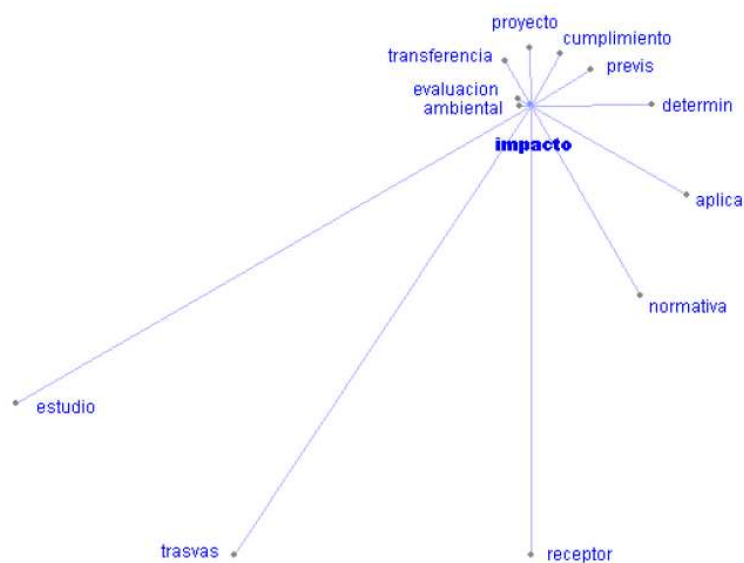 proyecto
cumplimiento
transferencia
previs
evaluacion
ambiental
determin
impacto
aplica
normativa
estudio
trasvas
receptor